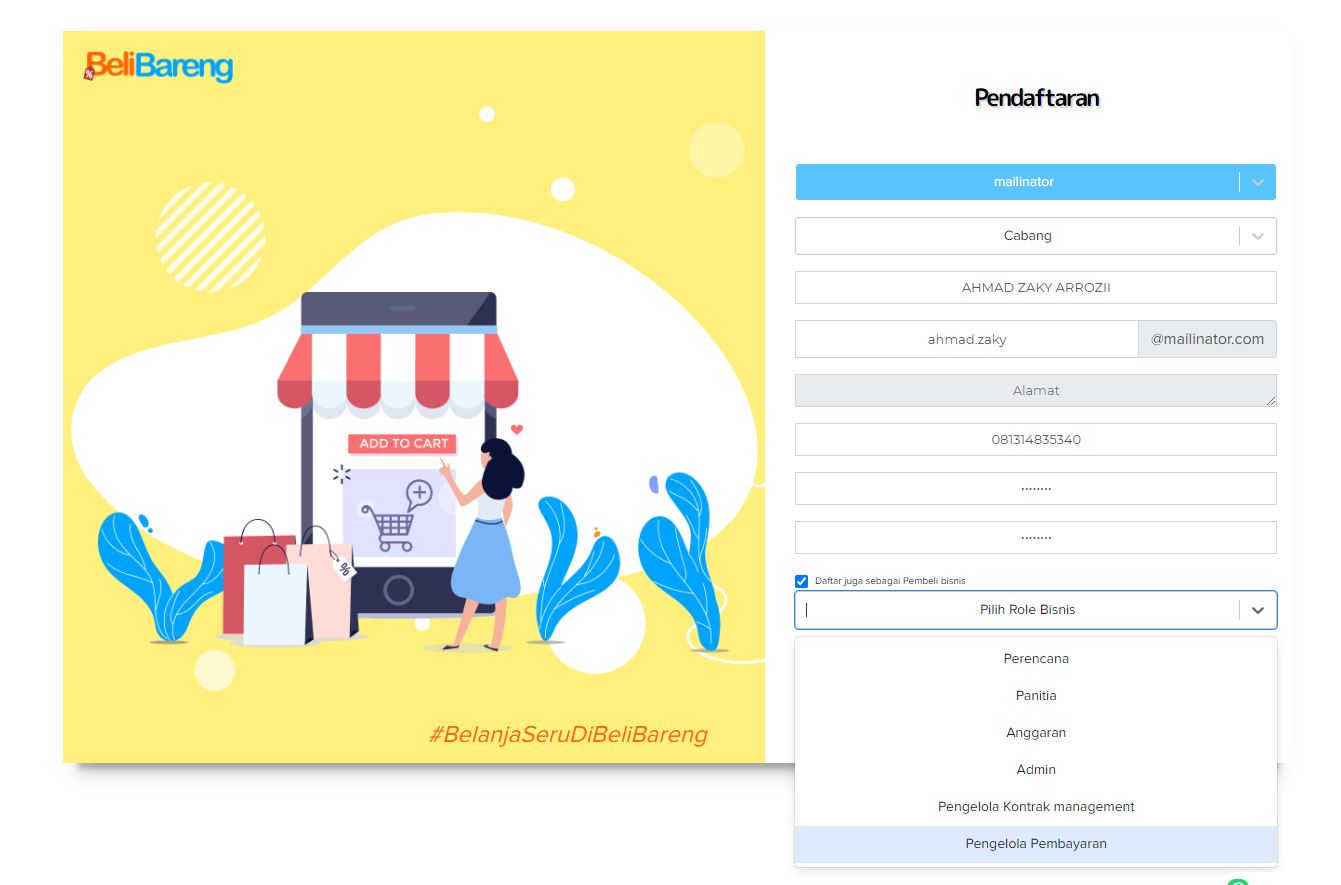 BeliBareng
%
Pendaftaran
mailinator
Cabang
AHMAD ZAKY ARROZII
ahmad.zaky @mailinator.com
Alamat
081314835340
········
········
Daftar juga sebagai Pembeli bisnis
Pilih Role Bisnis
Perencana
Panitia
Anggaran
Admin
Pengelola Kontrak management
Pengelola Pembayaran
ADD TO CART
%
#BelanjaSeruDiBeliBareng